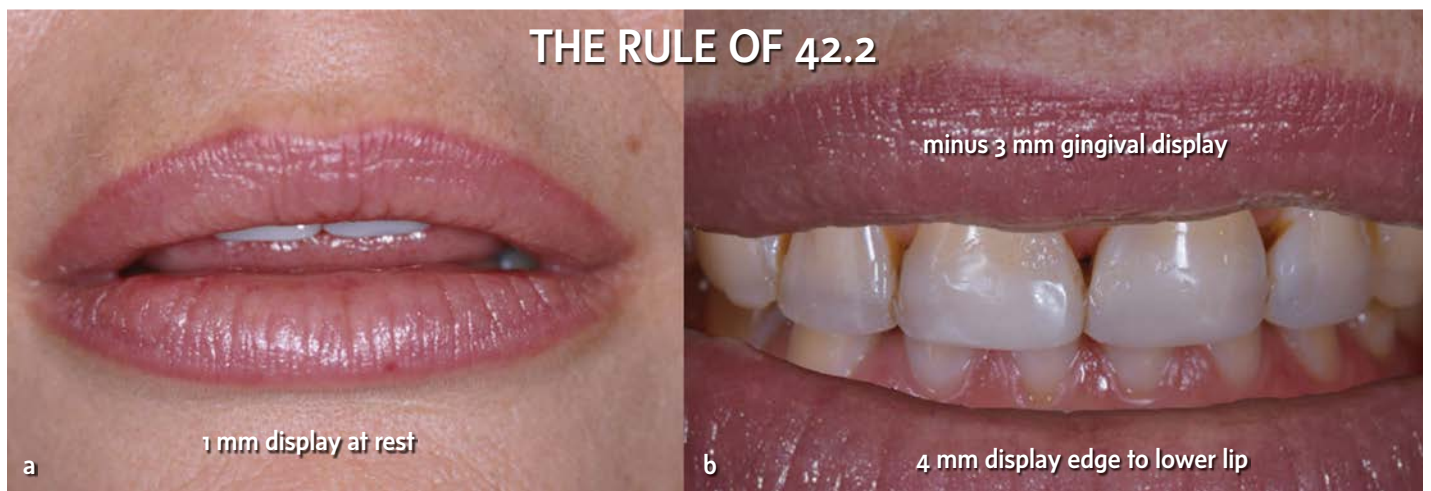 THE RULE OF 42.2
minus 3 mm gingival display
1 mm display at rest
4 mm display edge to lower lip
a
b